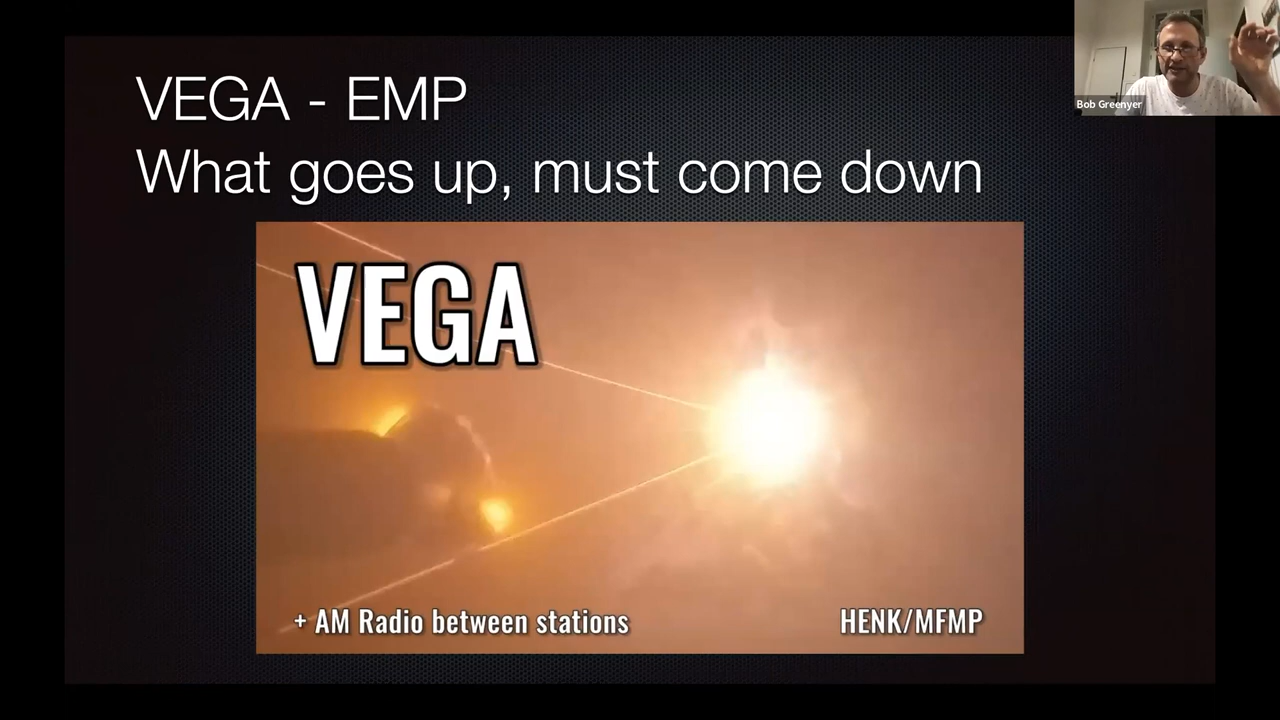 VEGA - EMP
What goes up, must come down
Bob Greenyer
VEGA
+ AM Radio between stations
HENK/MFMP